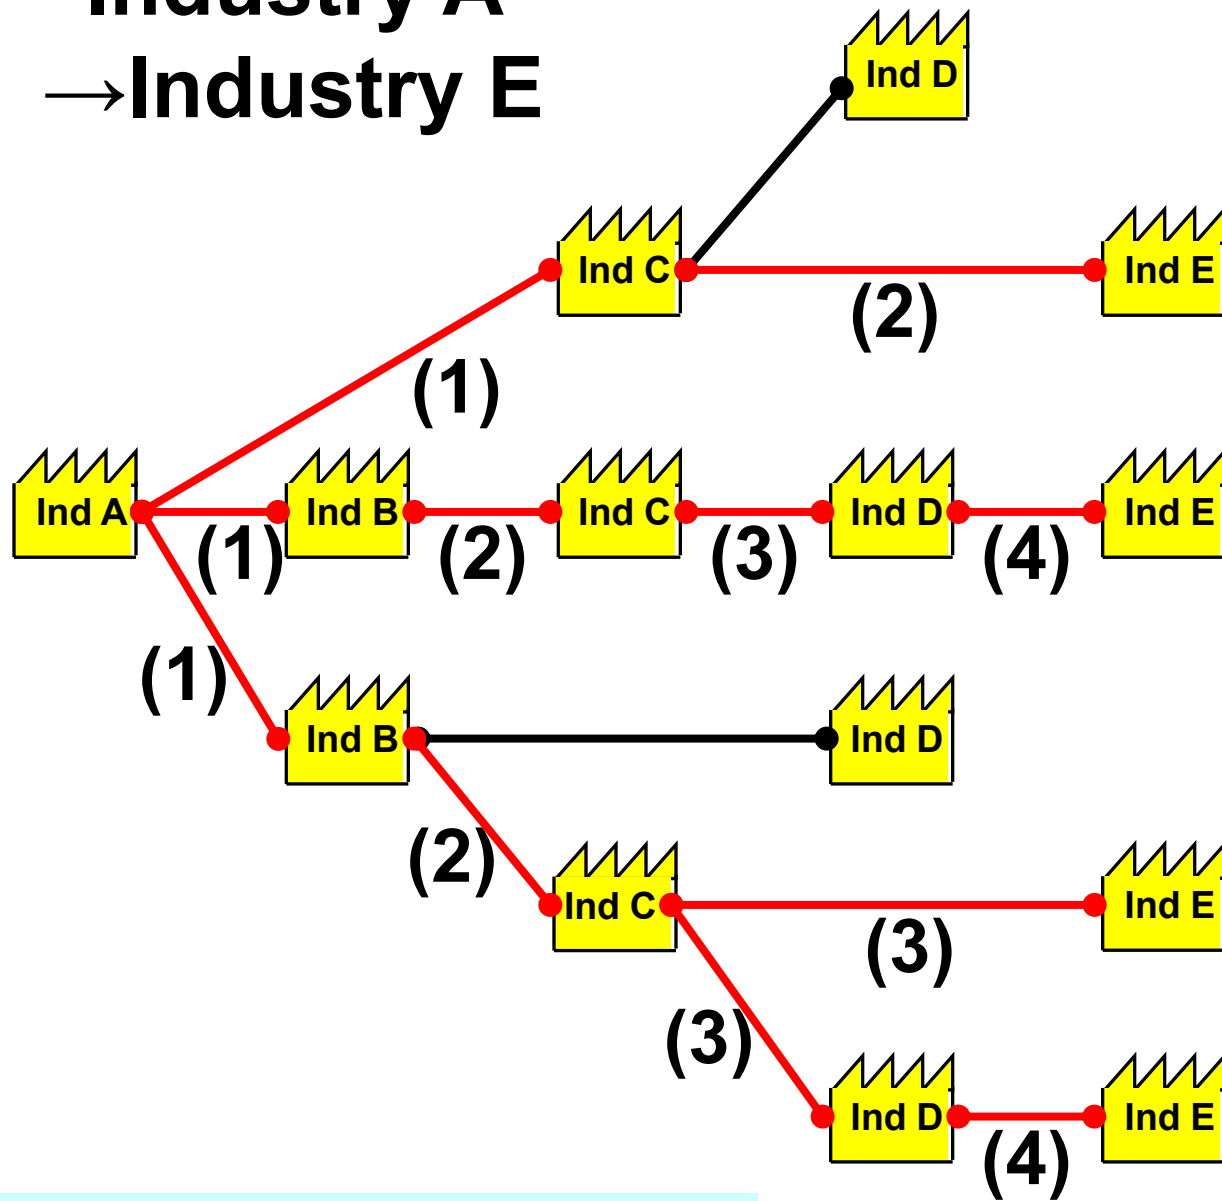 Industry A
→Industry E
Ind D
Ind C
Ind E
(2)
(1)
Ind A
Ind B
Ind C
Ind D
Ind E
(1)
(2)
(3)
(4)
(1)
Ind B
Ind D
(2)
Ind C
Ind E
(3)
(3)
Ind D
Ind E
(4)